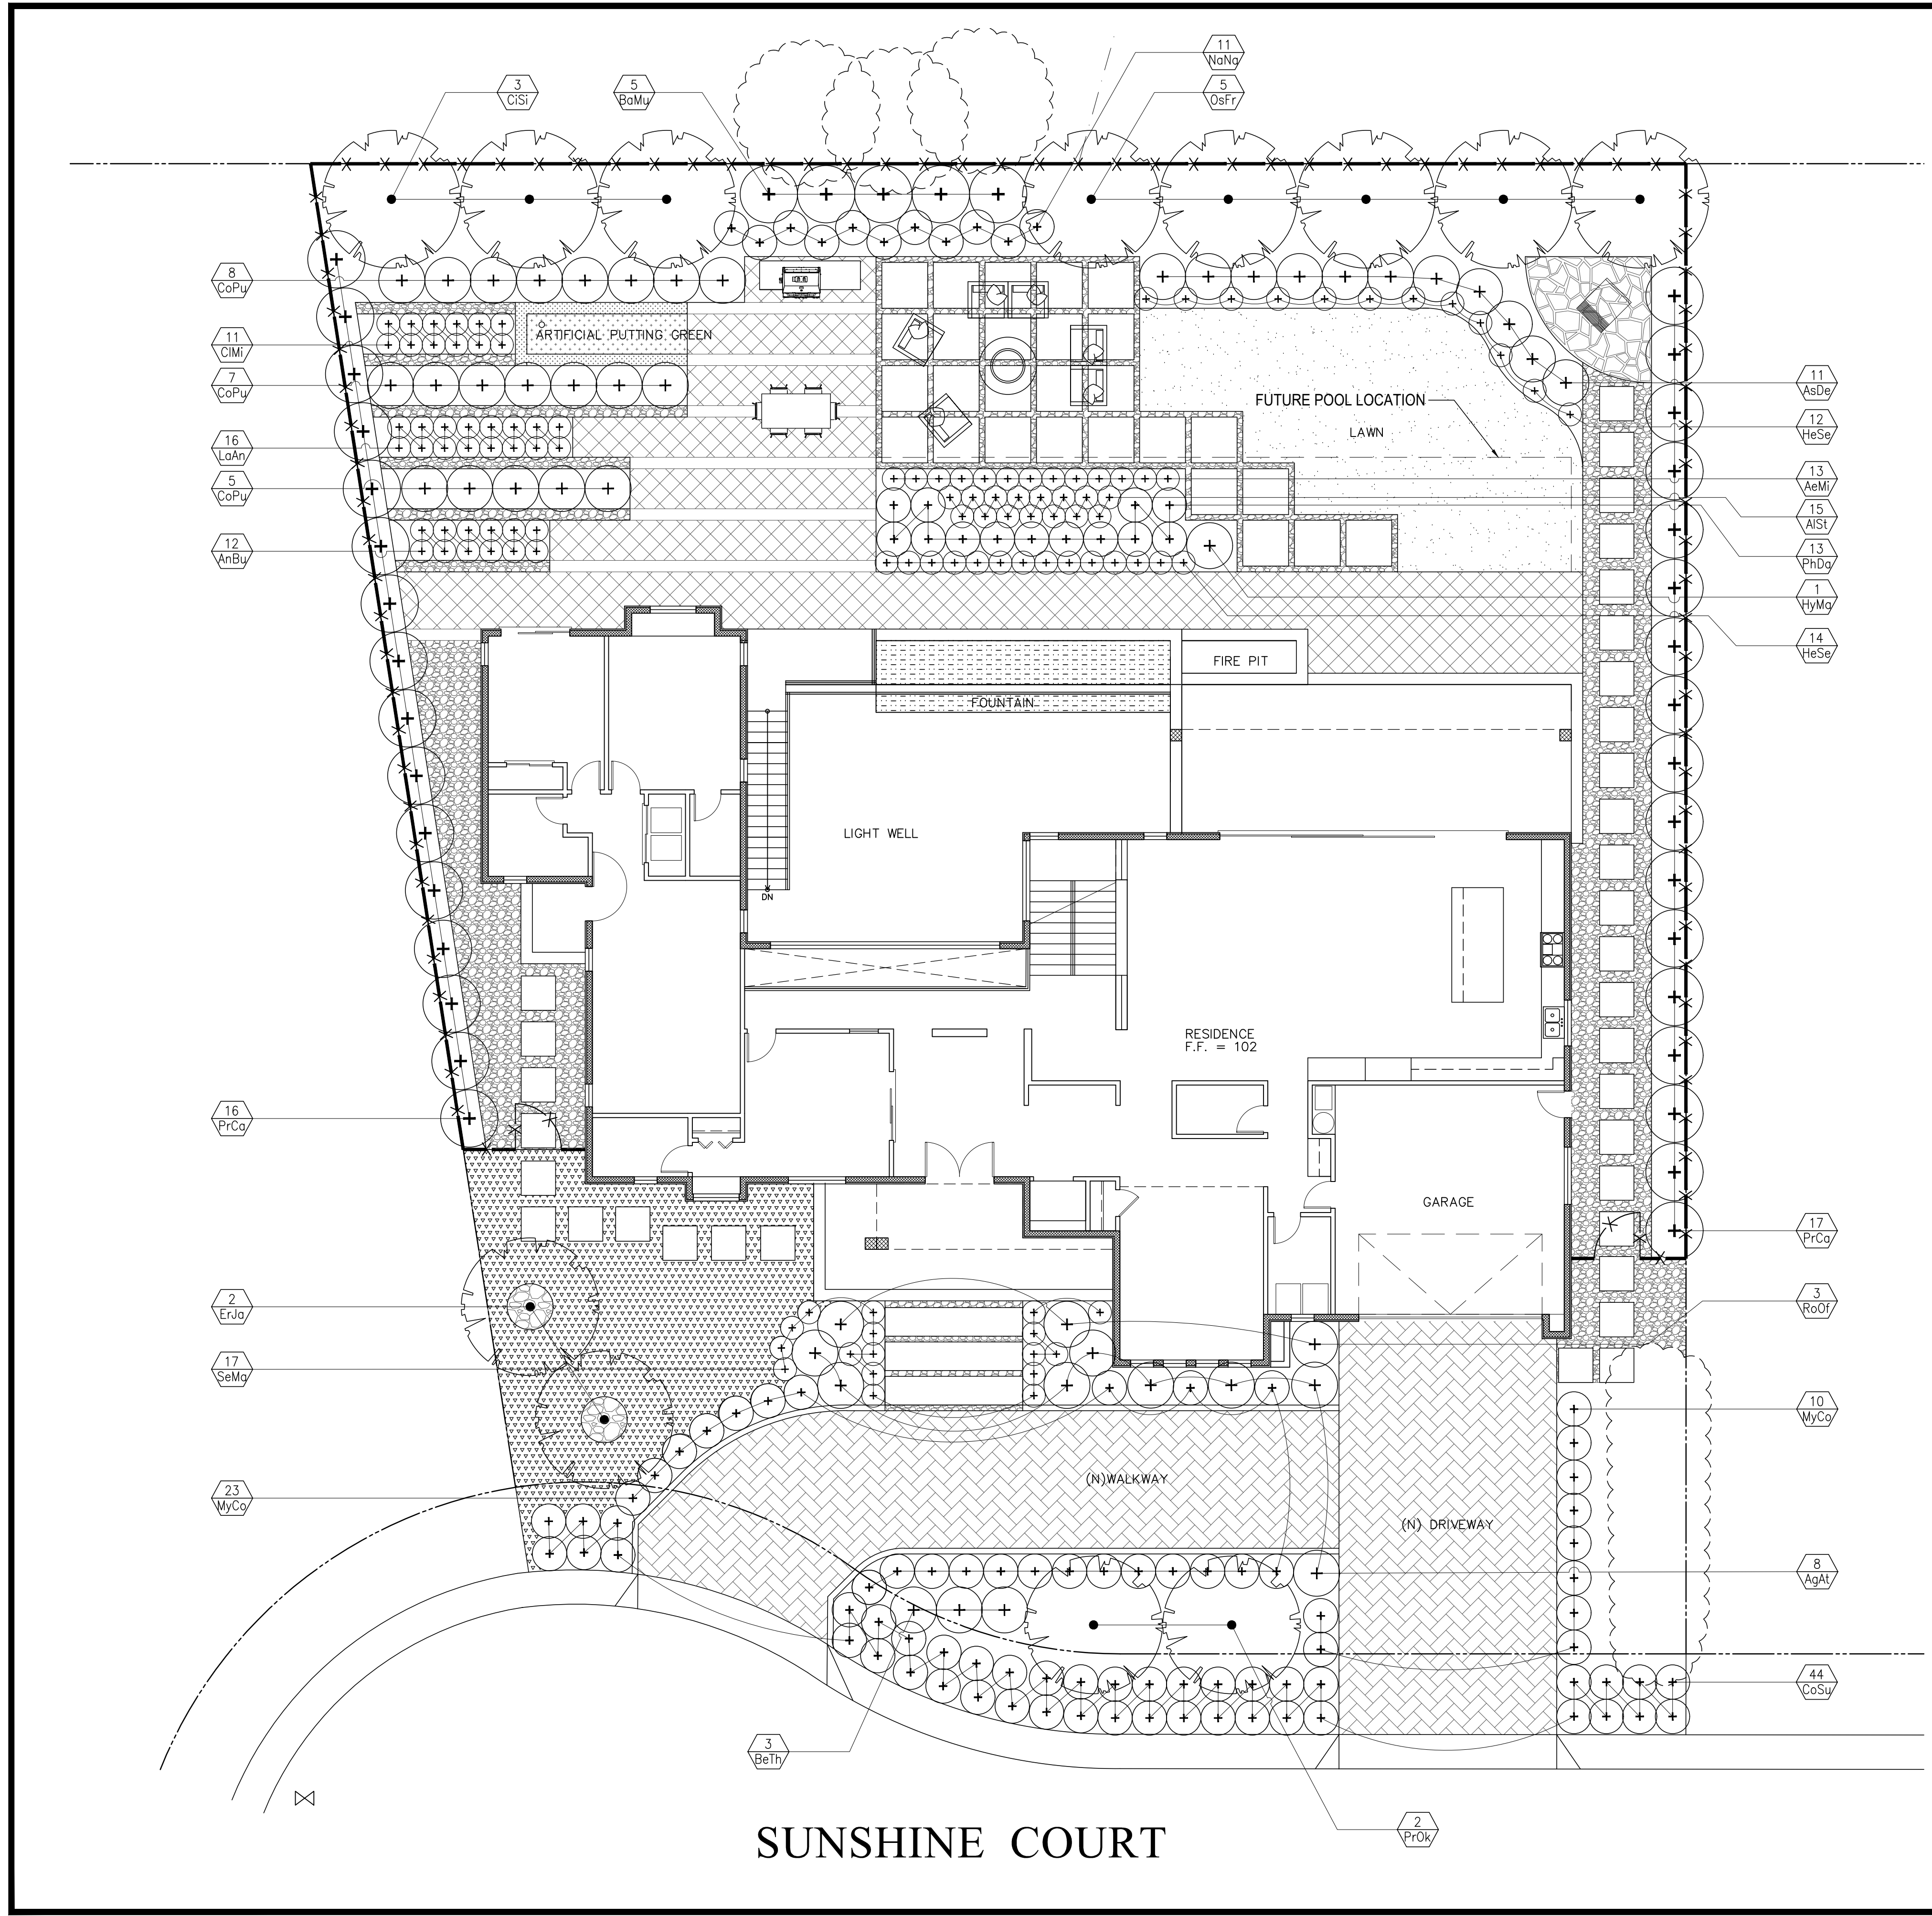 11
NaNa
3
CiSi
5
BaMu
5
OsFr
8
CoPu
11
ClMi
ARTIFICIAL PUTTING GREEN
7
CoPu
11
AsDe
FUTURE POOL LOCATION
LAWN
12
HeSe
16
LaAn
5
CoPu
13
AeMi
15
AlSt
12
AnBu
13
PhDa
1
HyMa
14
HeSe
FIRE PIT
FOUNTAIN
LIGHT WELL
DN
RESIDENCE
F.F. = 102
16
PrCa
GARAGE
17
PrCa
2
ErJa
3
RoOf
17
SeMa
10
MyCo
23
MyCo
(N)WALKWAY
(N) DRIVEWAY
8
AgAt
44
CoSu
3
BeTh
2
PrOk
SUNSHINE COURT